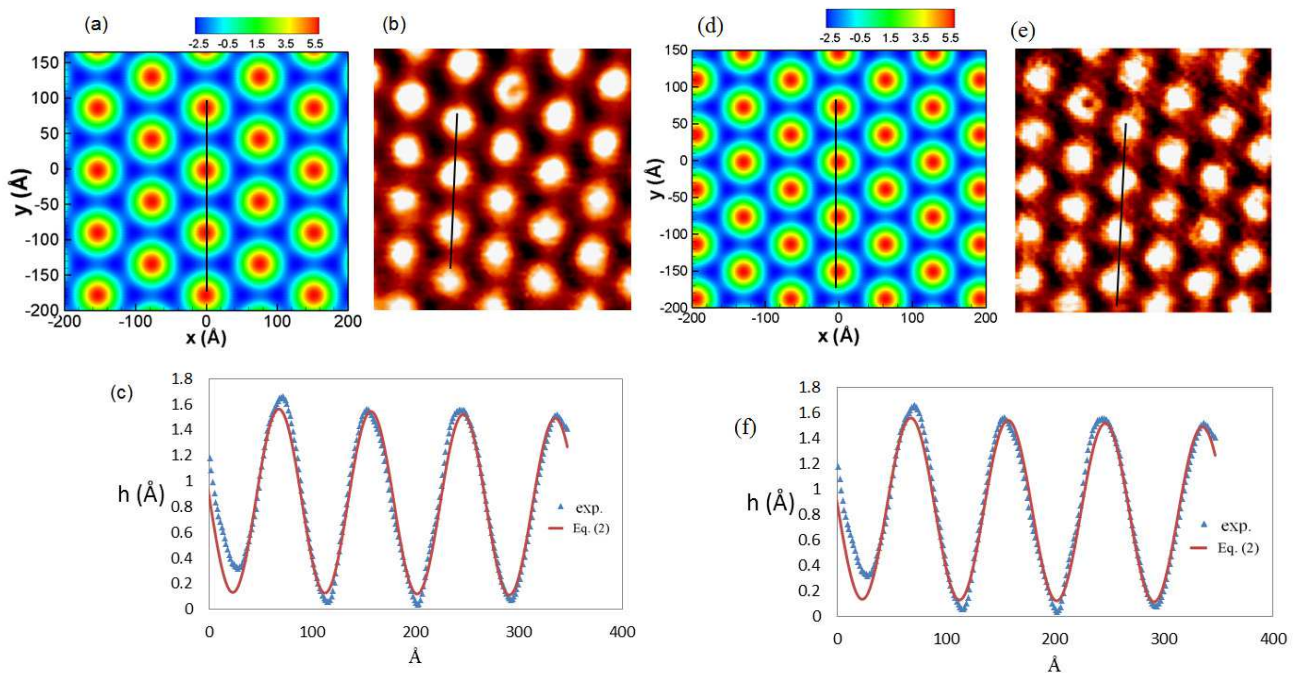 (a)
-2.5 -0.5 1.5 3.5 5.5
(b)
150
100
50
0
-50
-100
-150
-200
y (Å)
-200 -100 0 100 200
x (Å)
(d)
-2.5 -0.5 1.5 3.5 5.5
(e)
150
100
50
0
-50
-100
-150
-200
y (Å)
-200 -100 0 100 200
x (Å)
(c)
1.8
1.6
1.4
1.2
1
0.8
0.6
0.4
0.2
0
h (Å)
exp.
Eq. (2)
0 100 200 300 400
Å
(f)
1.8
1.6
1.4
1.2
1
0.8
0.6
0.4
0.2
0
h (Å)
exp.
Eq. (2)
0 100 200 300 400
Å